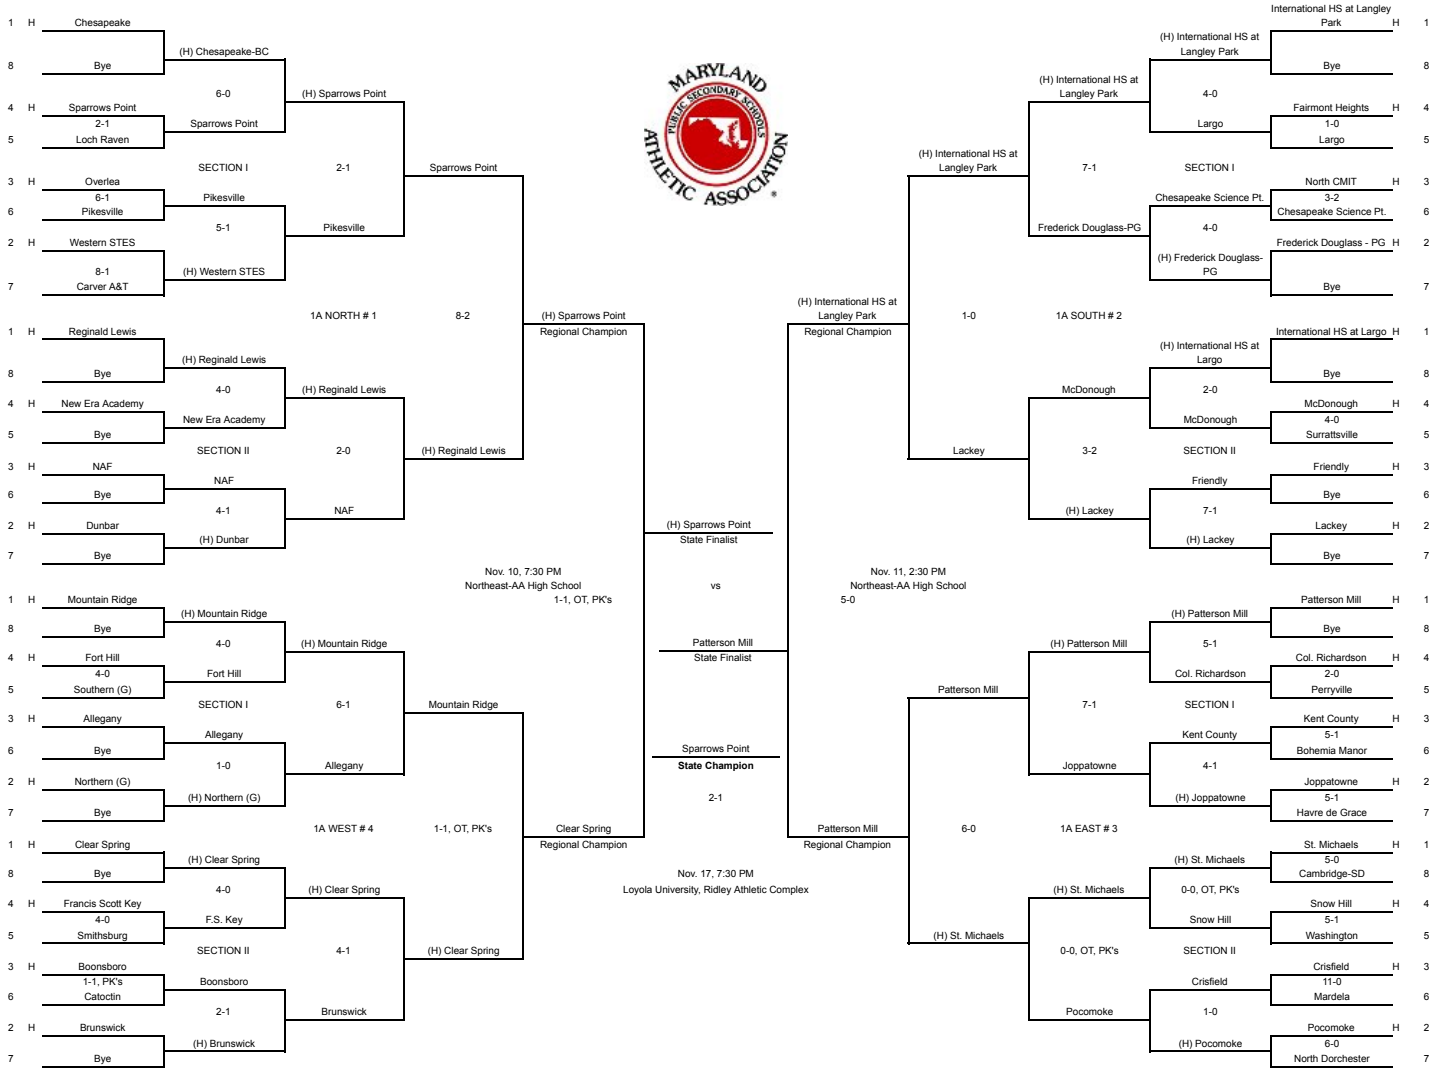 1 H Chesapeake
(H) Chesapeake-BC
8 Bye
6-0
(H) Sparrows Point
4 H Sparrows Point
2-1
Sparrows Point
5 Loch Raven
SECTION I
2-1
Sparrows Point
3 H Overlea
6-1
Pikesville
6 Pikesville
5-1
Pikesville
2 H Western STES
8-1
(H) Western STES
7 Carver A&T
1A NORTH # 1
8-2
(H) Sparrows Point
Regional Champion
1 H Reginald Lewis
(H) Reginald Lewis
8 Bye
4-0
(H) Reginald Lewis
4 H New Era Academy
New Era Academy
5 Bye
SECTION II
2-0
(H) Reginald Lewis
3 H NAF
NAF
6 Bye
4-1
NAF
2 H Dunbar
(H) Dunbar
7 Bye
Nov. 10, 7:30 PM
Northeast-AA High School
1-1, OT, PK's
1 H Mountain Ridge
(H) Mountain Ridge
8 Bye
4-0
(H) Mountain Ridge
4 H Fort Hill
4-0
Fort Hill
5 Southern (G)
SECTION I
6-1
Mountain Ridge
3 H Allegany
Allegany
6 Bye
1-0
Allegany
2 H Northern (G)
(H) Northern (G)
7 Bye
1A WEST # 4
1-1, OT, PK's
Clear Spring
Regional Champion
1 H Clear Spring
(H) Clear Spring
8 Bye
4-0
(H) Clear Spring
4 H Francis Scott Key
4-0
F.S. Key
5 Smithsburg
SECTION II
4-1
(H) Clear Spring
3 H Boonsboro
1-1, PK's
Boonsboro
6 Catoctin
2-1
Brunswick
2 H Brunswick
(H) Brunswick
7 Bye
MARYLAND
PUBLIC SECONDARY SCHOOLS
ATHLETIC ASSOCIATION
®
(H) Sparrows Point
State Finalist
vs
Patterson Mill
State Finalist
Sparrows Point
State Champion
2-1
Nov. 17, 7:30 PM
Loyola University, Ridley Athletic Complex
International HS at Langley
Park H 1
(H) International HS at
Langley Park
Bye 8
(H) International HS at
Langley Park
4-0
Fairmont Heights H 4
1-0
Largo
Largo 5
(H) International HS at
Langley Park
7-1
SECTION I
North CMIT H 3
3-2
Chesapeake Science Pt.
Chesapeake Science Pt. 6
Frederick Douglass-PG
4-0
Frederick Douglass - PG H 2
(H) Frederick Douglass-
PG
Bye 7
(H) International HS at
Langley Park
Regional Champion
1-0
1A SOUTH # 2
International HS at Largo H 1
(H) International HS at
Largo
Bye 8
McDonough
2-0
McDonough H 4
4-0
McDonough
Surrattsville 5
Lackey
3-2
SECTION II
Friendly H 3
Friendly
Bye 6
(H) Lackey
7-1
Lackey H 2
(H) Lackey
Bye 7
Nov. 11, 2:30 PM
Northeast-AA High School
5-0
Patterson Mill H 1
(H) Patterson Mill
Bye 8
(H) Patterson Mill
5-1
Col. Richardson H 4
2-0
Col. Richardson
Perryville 5
Patterson Mill
7-1
SECTION I
Kent County H 3
5-1
Kent County
Bohemia Manor 6
Joppatowne
4-1
Joppatowne H 2
5-1
(H) Joppatowne
Havre de Grace 7
Patterson Mill
Regional Champion
6-0
1A EAST # 3
St. Michaels H 1
5-0
(H) St. Michaels
Cambridge-SD 8
(H) St. Michaels
0-0, OT, PK's
Snow Hill H 4
5-1
Snow Hill
Washington 5
(H) St. Michaels
0-0, OT, PK's
SECTION II
Crisfield H 3
11-0
Crisfield
Mardela 6
Pocomoke
1-0
Pocomoke H 2
6-0
(H) Pocomoke
North Dorchester 7